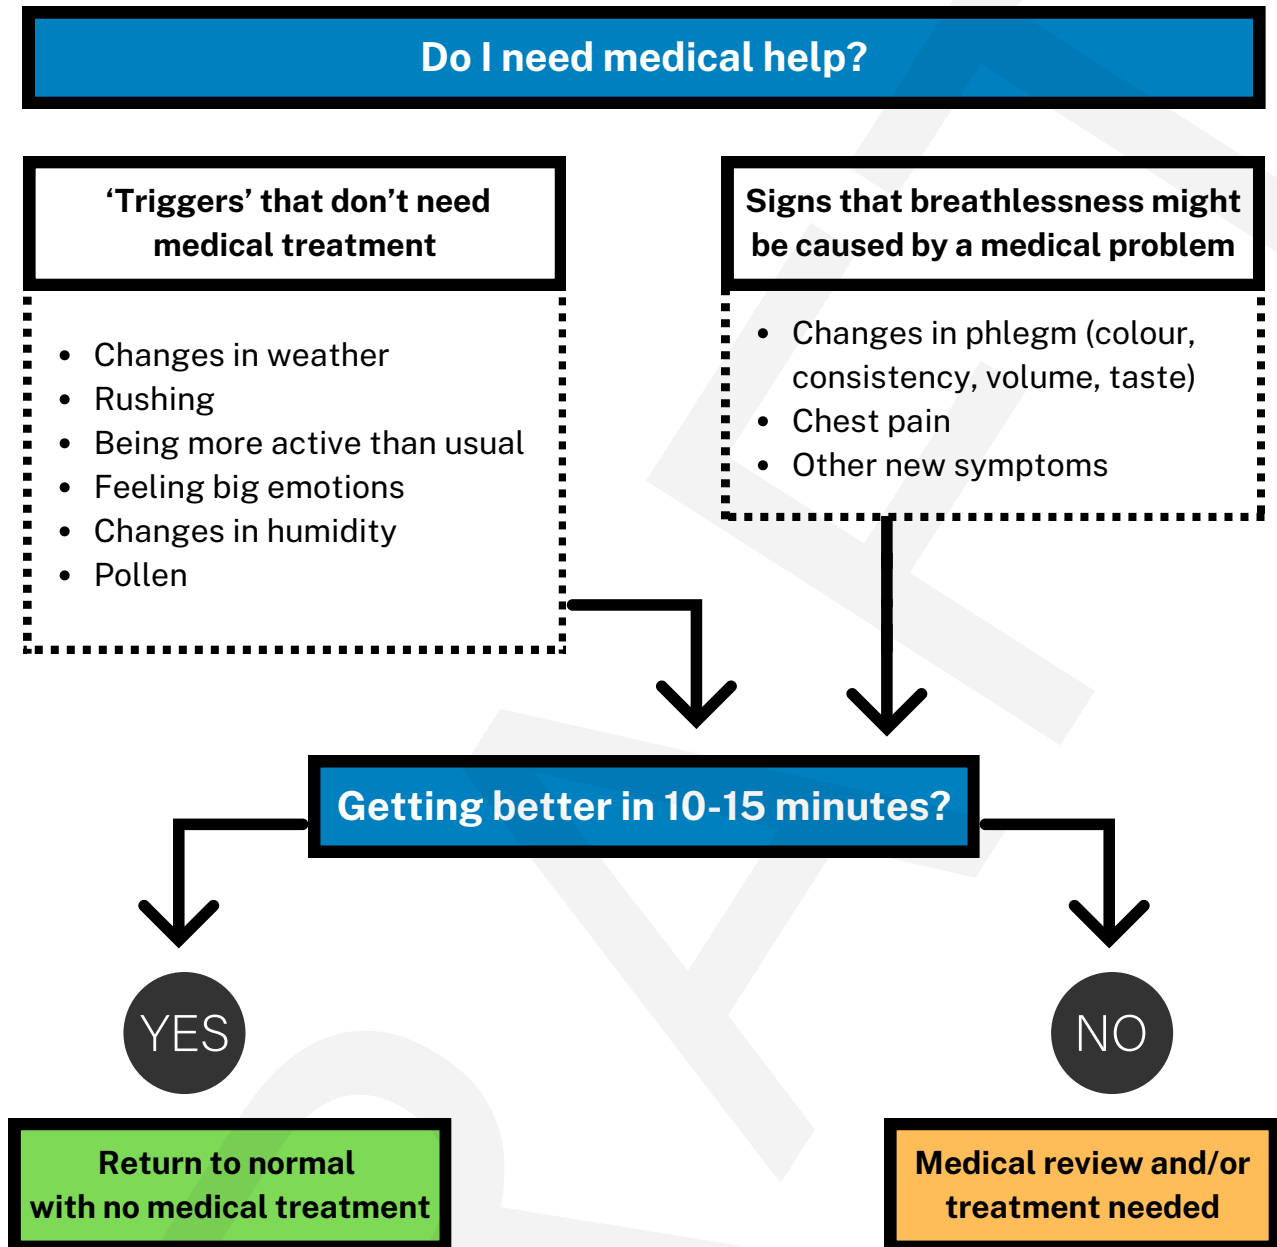 Do I need medical help?
‘Triggers’ that don’t need
medical treatment
• Changes in weather
• Rushing
• Being more active than usual
• Feeling big emotions
• Changes in humidity
• Pollen
Signs that breathlessness might
be caused by a medical problem
• Changes in phlegm (colour,
consistency, volume, taste)
• Chest pain
• Other new symptoms
Getting better in 10-15 minutes?
YES
NO
Return to normal
with no medical treatment
Medical review and/or
treatment needed
DRAFT